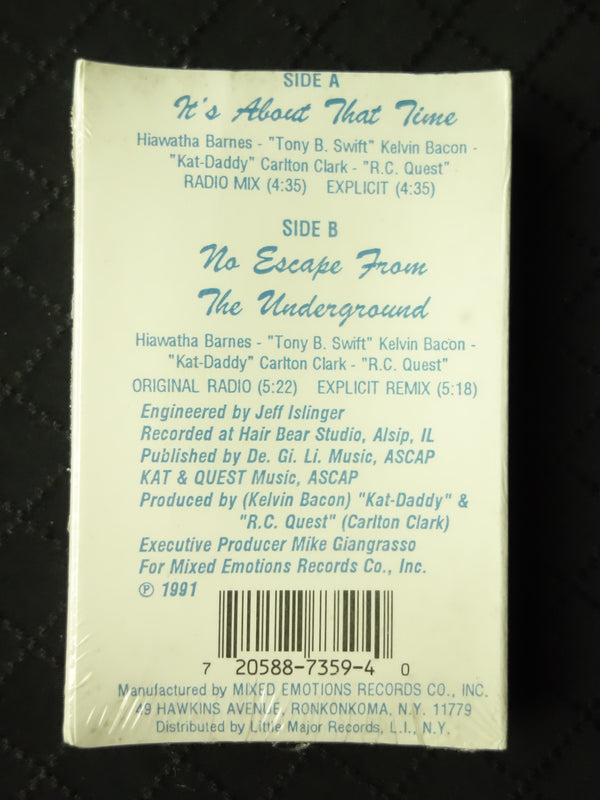 SIDE A
It's About That Time
Hiawatha Barnes - "Tony B. Swift" Kelvin Bacon -
"Kat-Daddy" Carlton Clark - "R.C. Quest"
RADIO MIX (4:35) EXPLICIT (4:35)
SIDE B
No Escape From
The Underground
Hiawatha Barnes - "Tony B. Swift" Kelvin Bacon -
"Kat-Daddy" Carlton Clark - "R.C. Quest"
ORIGINAL RADIO (5:22) EXPLICIT REMIX (5:18)
Engineered by Jeff Islinger
Recorded at Hair Bear Studio, Alsip, IL
Published by De. Gi. Li. Music, ASCAP
KAT & QUEST Music, ASCAP
Produced by (Kelvin Bacon) "Kat-Daddy" &
"R.C. Quest" (Carlton Clark)
Executive Producer Mike Giangrasso
For Mixed Emotions Records Co., Inc.
℗ 1991
7 20588-7359-4 0
Manufactured by MIXED EMOTIONS RECORDS CO., INC.
49 HAWKINS AVENUE, RONKONKOMA, N.Y. 11779
Distributed by Little Major Records, L.I., N.Y.